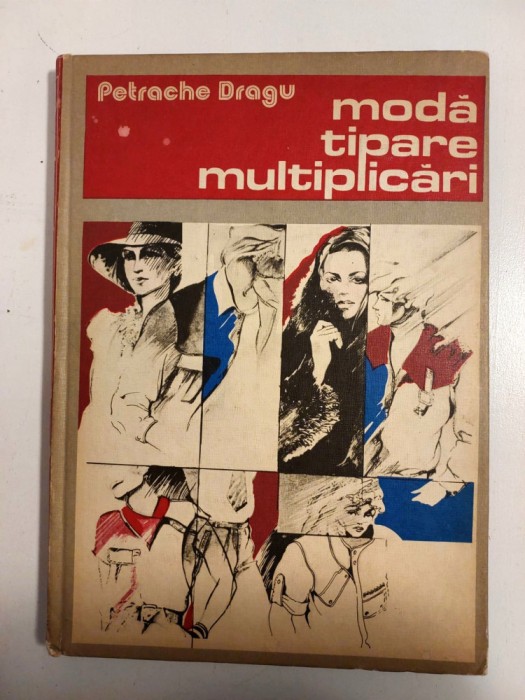 Petrache Dragu
modă
tipare
multiplicări